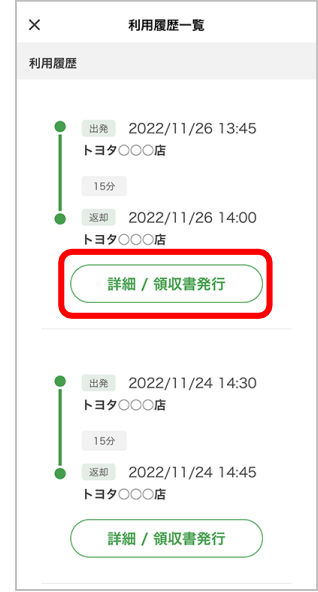 利用履歴一覧
利用履歴
出発 2022/11/26 13:45
トヨタ○○○店
15分
返却 2022/11/26 14:00
トヨタ○○○店
詳細 / 領収書発行
出発 2022/11/24 14:30
トヨタ○○○店
15分
返却 2022/11/24 14:45
トヨタ○○○店
詳細 / 領収書発行